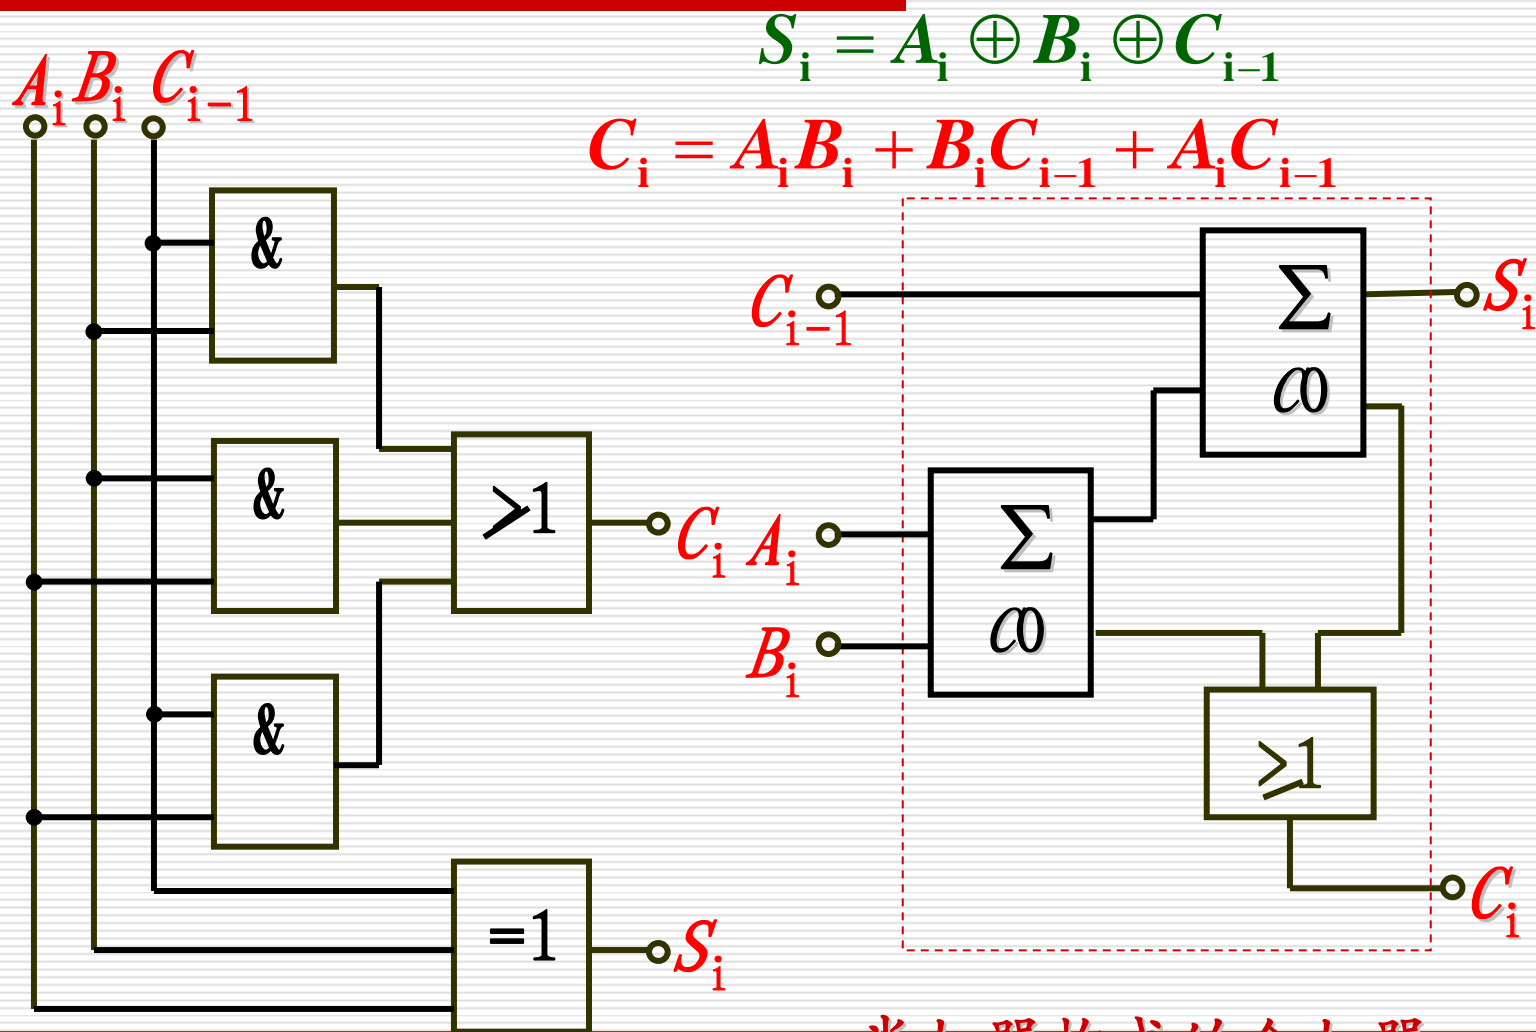 Sᵢ = Aᵢ ⊕ Bᵢ ⊕ Cᵢ₋₁
Cᵢ = AᵢBᵢ + BᵢCᵢ₋₁ + AᵢCᵢ₋₁
Aᵢ Bᵢ Cᵢ₋₁
&
&
&
≥1
Cᵢ
=1
Sᵢ
Cᵢ₋₁
Aᵢ
Bᵢ
Σ
CO
Σ
CO
Sᵢ
≥1
Cᵢ